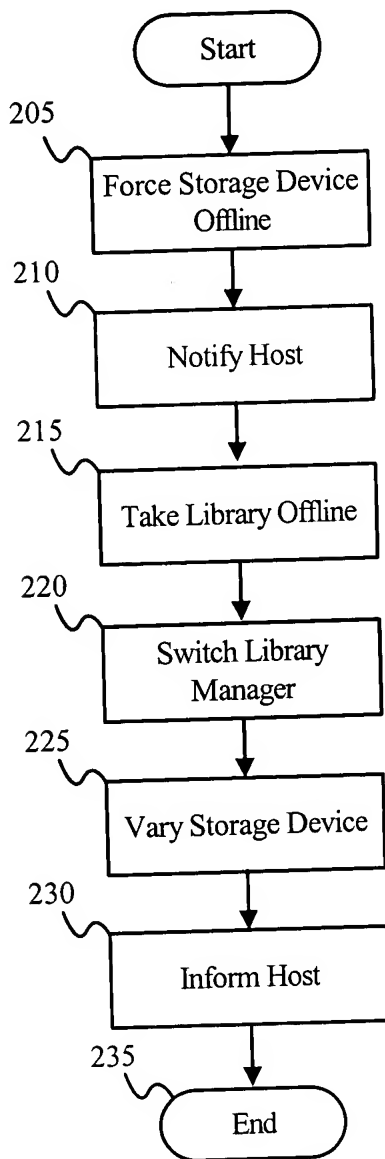 Start
205
Force Storage Device
Offline
210
Notify Host
215
Take Library Offline
220
Switch Library
Manager
225
Vary Storage Device
230
Inform Host
235
End